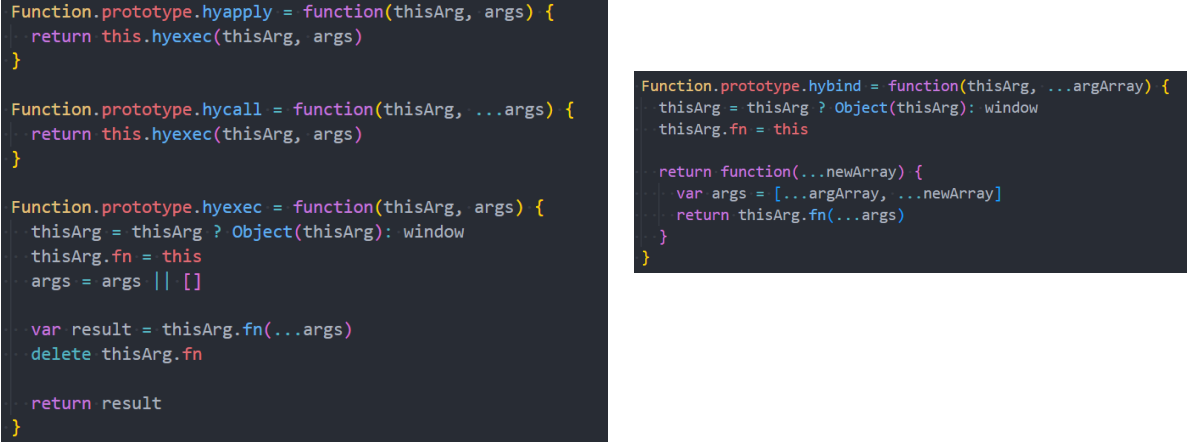 Function.prototype.hyapply = function(thisArg, args) {
  return this.hyexec(thisArg, args)
}

Function.prototype.hycall = function(thisArg, ...args) {
  return this.hyexec(thisArg, args)
}

Function.prototype.hyexec = function(thisArg, args) {
  thisArg = thisArg ? Object(thisArg): window
  thisArg.fn = this
  args = args || []

  var result = thisArg.fn(...args)
  delete thisArg.fn

  return result
}

Function.prototype.hybind = function(thisArg, ...argArray) {
  thisArg = thisArg ? Object(thisArg): window
  thisArg.fn = this

  return function(...newArray) {
    var args = [...argArray, ...newArray]
    return thisArg.fn(...args)
  }
}